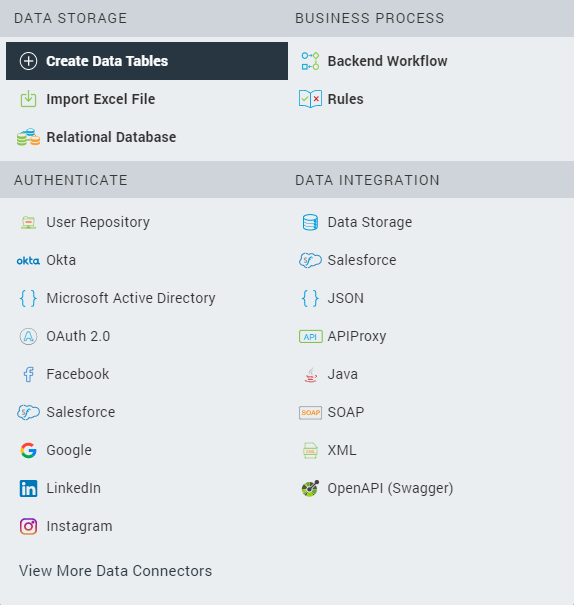 DATA STORAGE
Create Data Tables
Import Excel File
Relational Database
BUSINESS PROCESS
Backend Workflow
Rules
AUTHENTICATE
User Repository
okta Okta
Microsoft Active Directory
OAuth 2.0
Facebook
Salesforce
Google
in LinkedIn
Instagram
View More Data Connectors
DATA INTEGRATION
Data Storage
Salesforce
JSON
API APIProxy
Java
SOAP SOAP
XML XML
OpenAPI (Swagger)